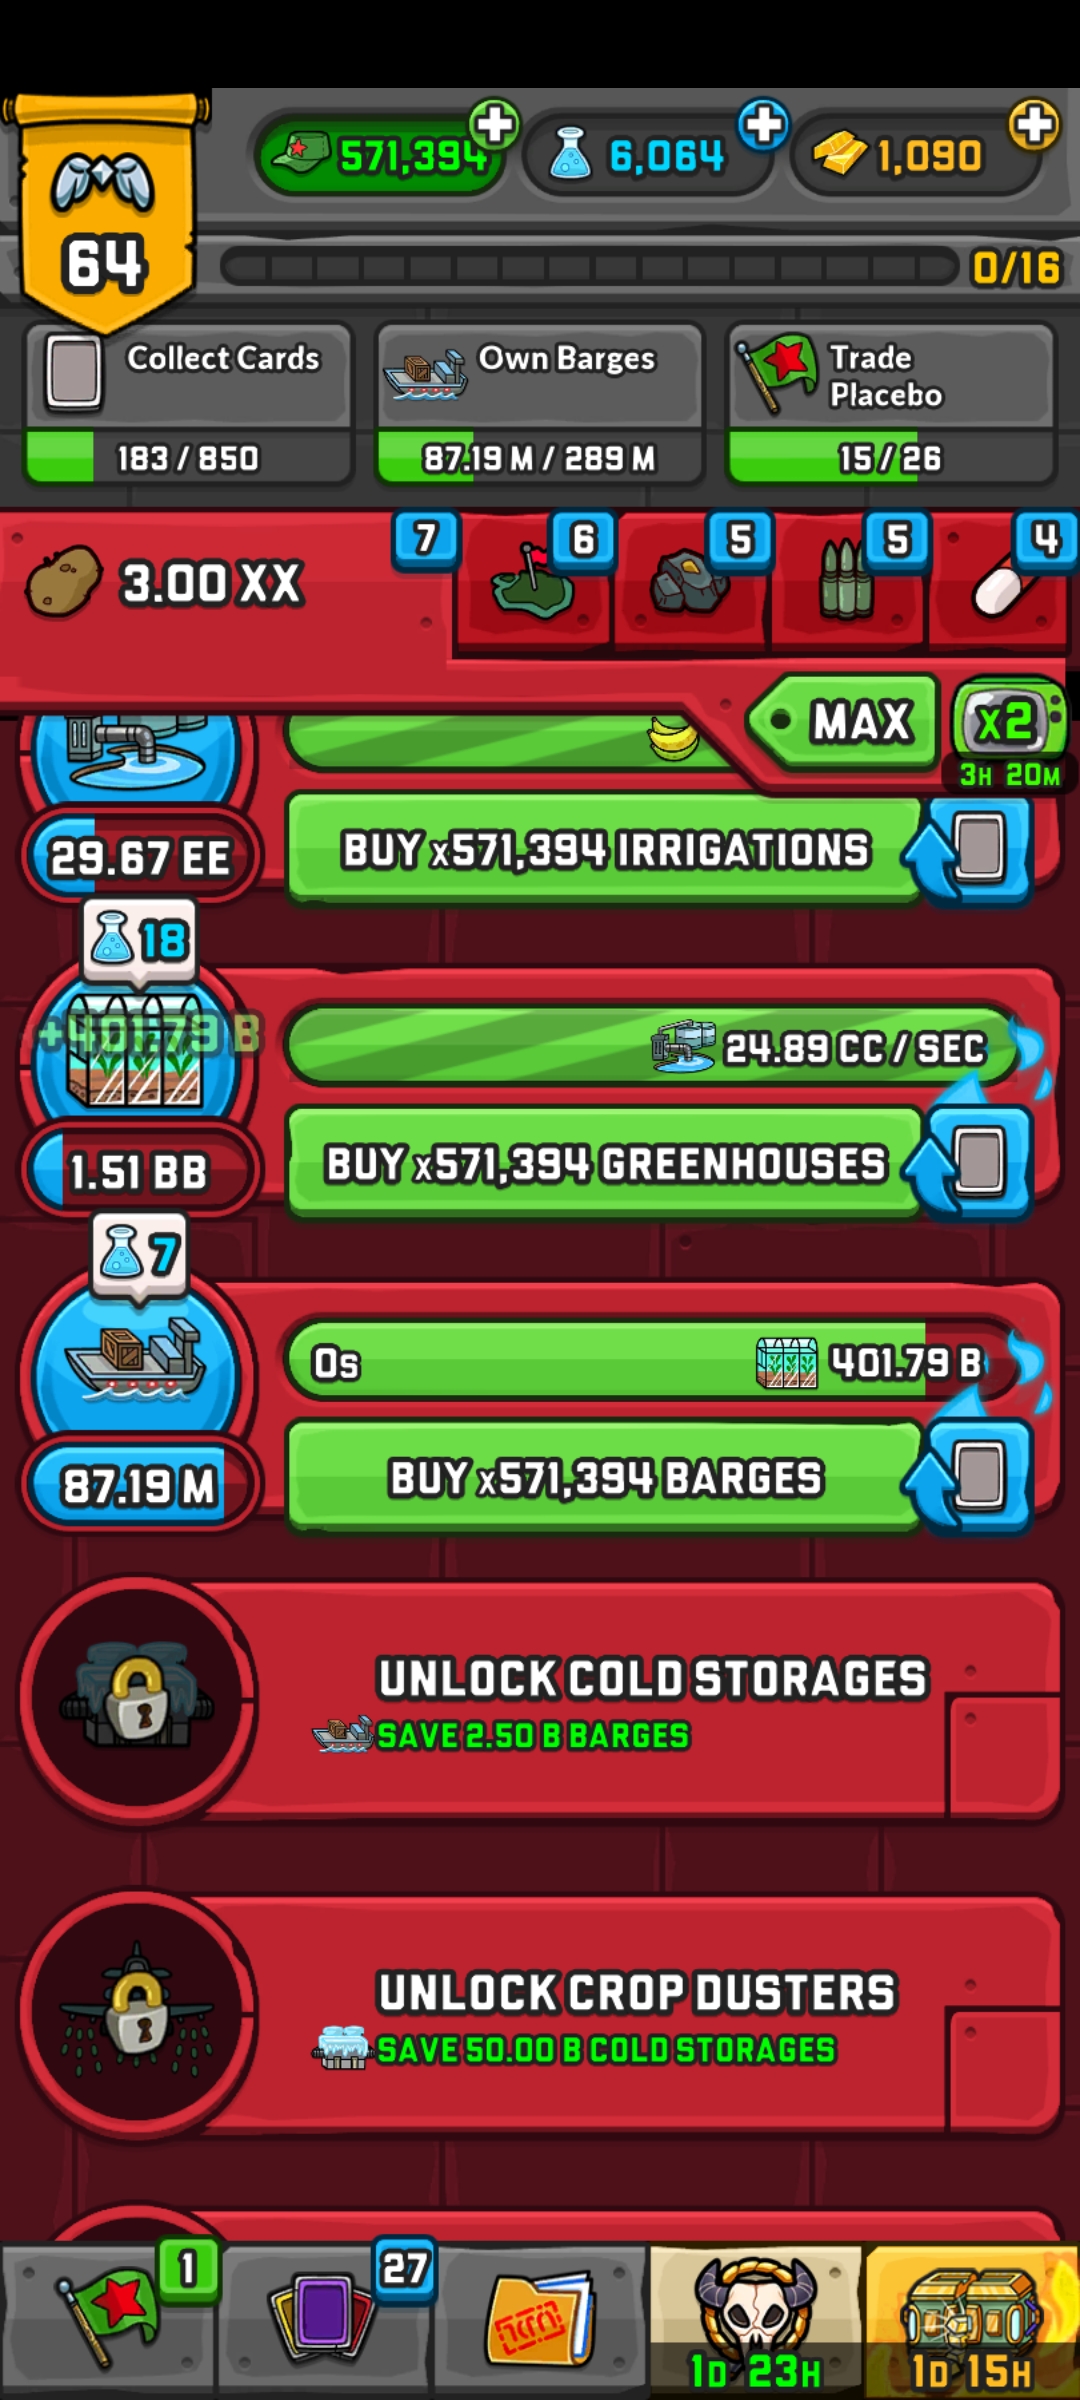 571,394
6,064
1,090
64
0/16
Collect Cards
183 / 850
Own Barges
87.19 M / 289 M
Trade
Placebo
15 / 26
3.00 XX
7
6
5
5
4
MAX
X2
3H 20M
29.67 EE
BUY x571,394 IRRIGATIONS
18
+401.79 B
24.89 CC / SEC
1.51 BB
BUY x571,394 GREENHOUSES
7
0s
401.79 B
87.19 M
BUY x571,394 BARGES
UNLOCK COLD STORAGES
SAVE 2.50 B BARGES
UNLOCK CROP DUSTERS
SAVE 50.00 B COLD STORAGES
1
27
1D 23H
1D 15H